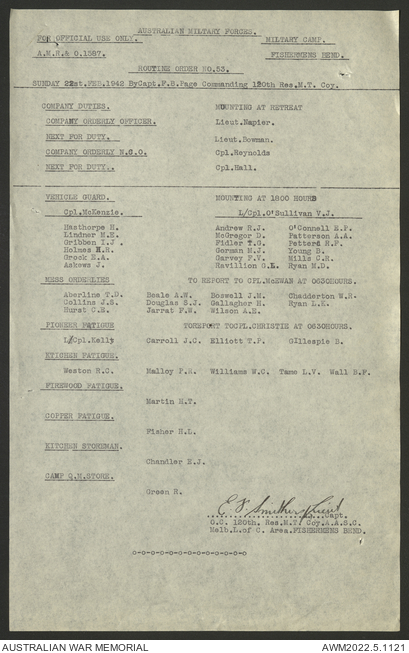 AUSTRALIAN MILITARY FORCES.
FOR OFFICIAL USE ONLY. MILITARY CAMP.
A.M.R.& O.1587. FISHERMENS BEND.
ROUTINE ORDER NO.53.
SUNDAY 22st.FEB.1942 ByCapt.F.B.Page Commanding 120th Res.M.T. Coy.
COMPANY DUTIES. MOUNTING AT RETREAT
COMPANY ORDERLY OFFICER. Lieut.Napier.
NEXT FOR DUTY. Lieut.Bowman.
COMPANY ORDERLY N.C.O. Cpl.Reynolds
NEXT FOR DUTY. Cpl.Hall.
VEHICLE GUARD. MOUNTING AT 1800 HOURS
Cpl.McKenzie. L/Cpl.O'Sullivan V.J.
Hasthorpe H. Andrew R.J. O'Connell E.P.
Lindner M.E. McGregor D. Patterson A.A.
Gribben I.J Fidler T.G. Petters R.P.
Holmes H.R. Gorman N.J. Young B.
Grock E.A. Garvey F.V. Mills C.R.
Askews J. Ravillion G.L. Ryan M.D.
MESS ORDERLIES TO REPORT TO CPL.McEWAN AT 0630HOURS.
Aberline T.D. Beale A.W. Boswell J.M. Chadderton W.R.
Collins J.S. Douglas S.J. Gallagher H. Ryan L.K.
Hurst C.E. Jarrat F.W. Wilson A.E.
PIONEER FATIGUE TOREPORT TOCPL.CHRISTIE AT 0630HOURS.
L/Cpl.Kelly Carroll J.C. Elliott T.P. GIllespie B.
KTICHEN FATIGUE.
Weston R.C. Malloy P.H. Williams W.C. Tame L.V. Wall B.F.
FIREWOOD FATIGUE.
Martin M.T.
COPPER FATIGUE.
Fisher H.L.
KITCHEN STOREMAN.
Chandler E.J.
CAMP Q.M.STORE.
Green R.
Capt.
O.C. 120th. Res.M.T. Coy.A.A.S.C.
Melb.L.of C. Area.FISHERMENS BEND.
o-o-o-o-o-o-o-o-o-o-o-o-o
AUSTRALIAN WAR MEMORIAL AWM2022.5.1121